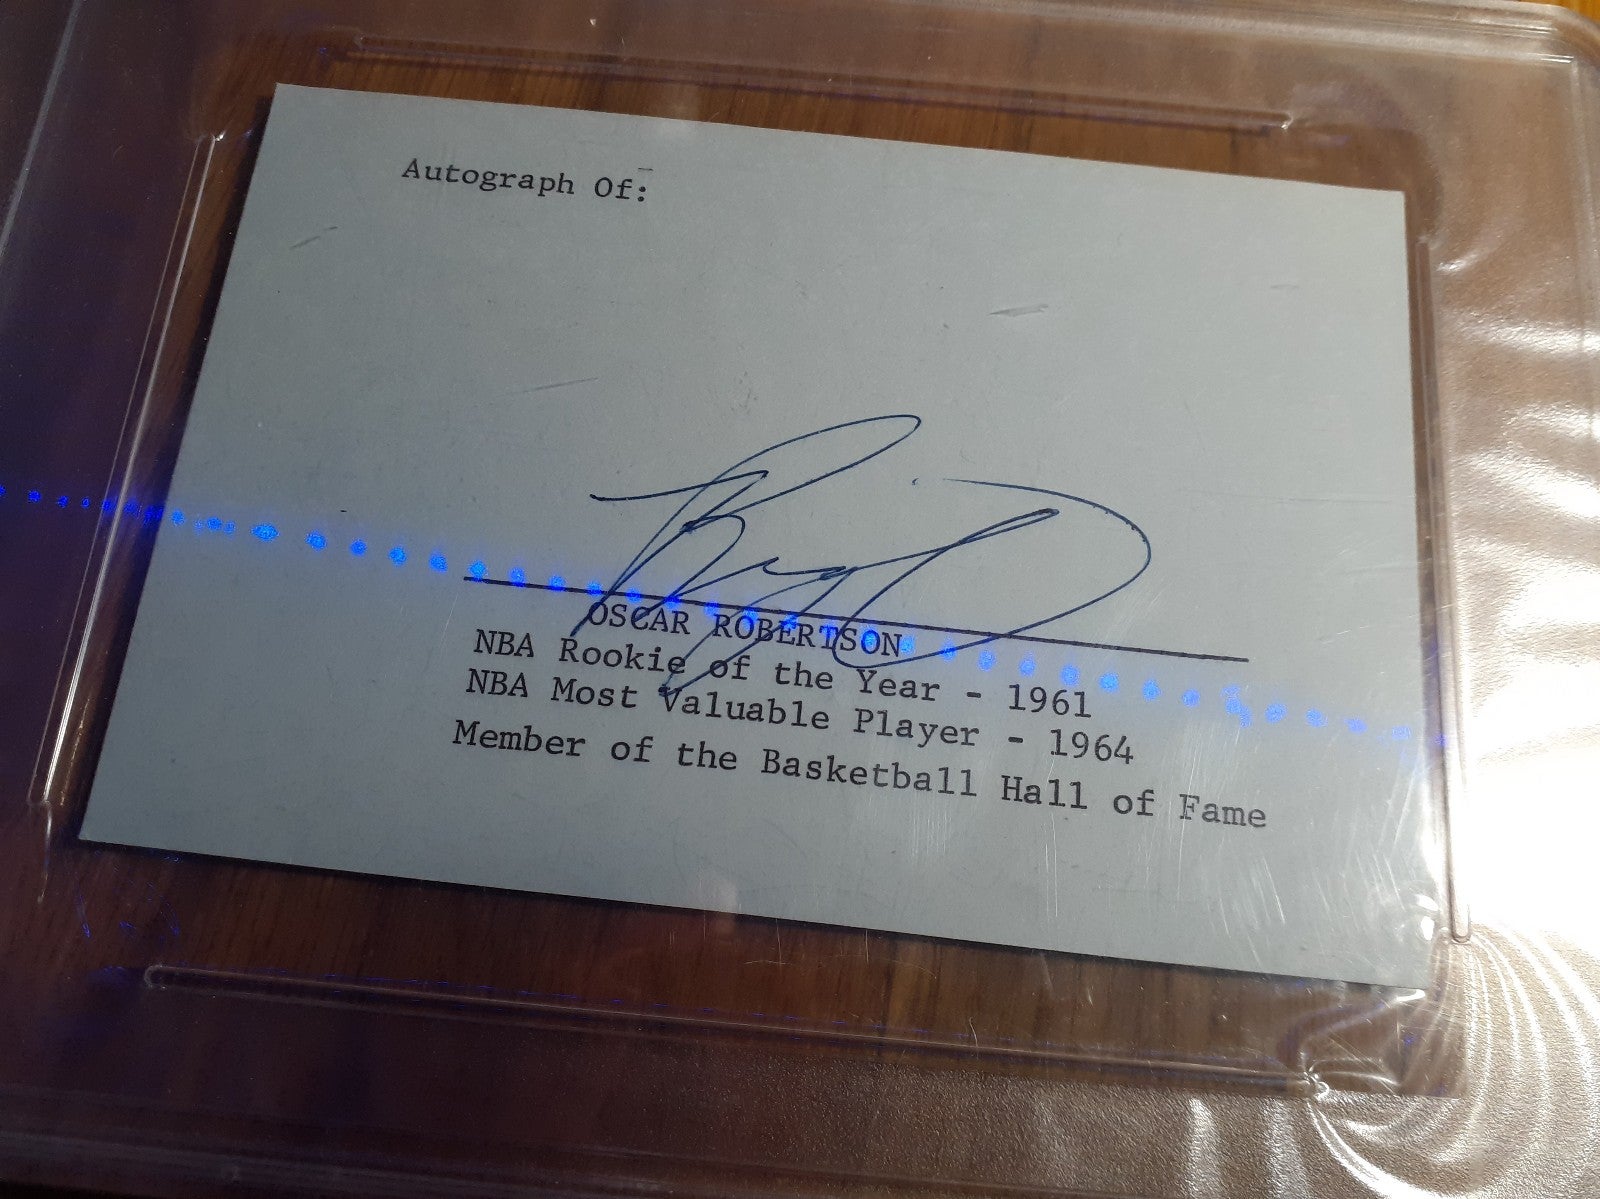 Autograph Of:
OSCAR ROBERTSON
NBA Rookie of the Year - 1961
NBA Most Valuable Player - 1964
Member of the Basketball Hall of Fame